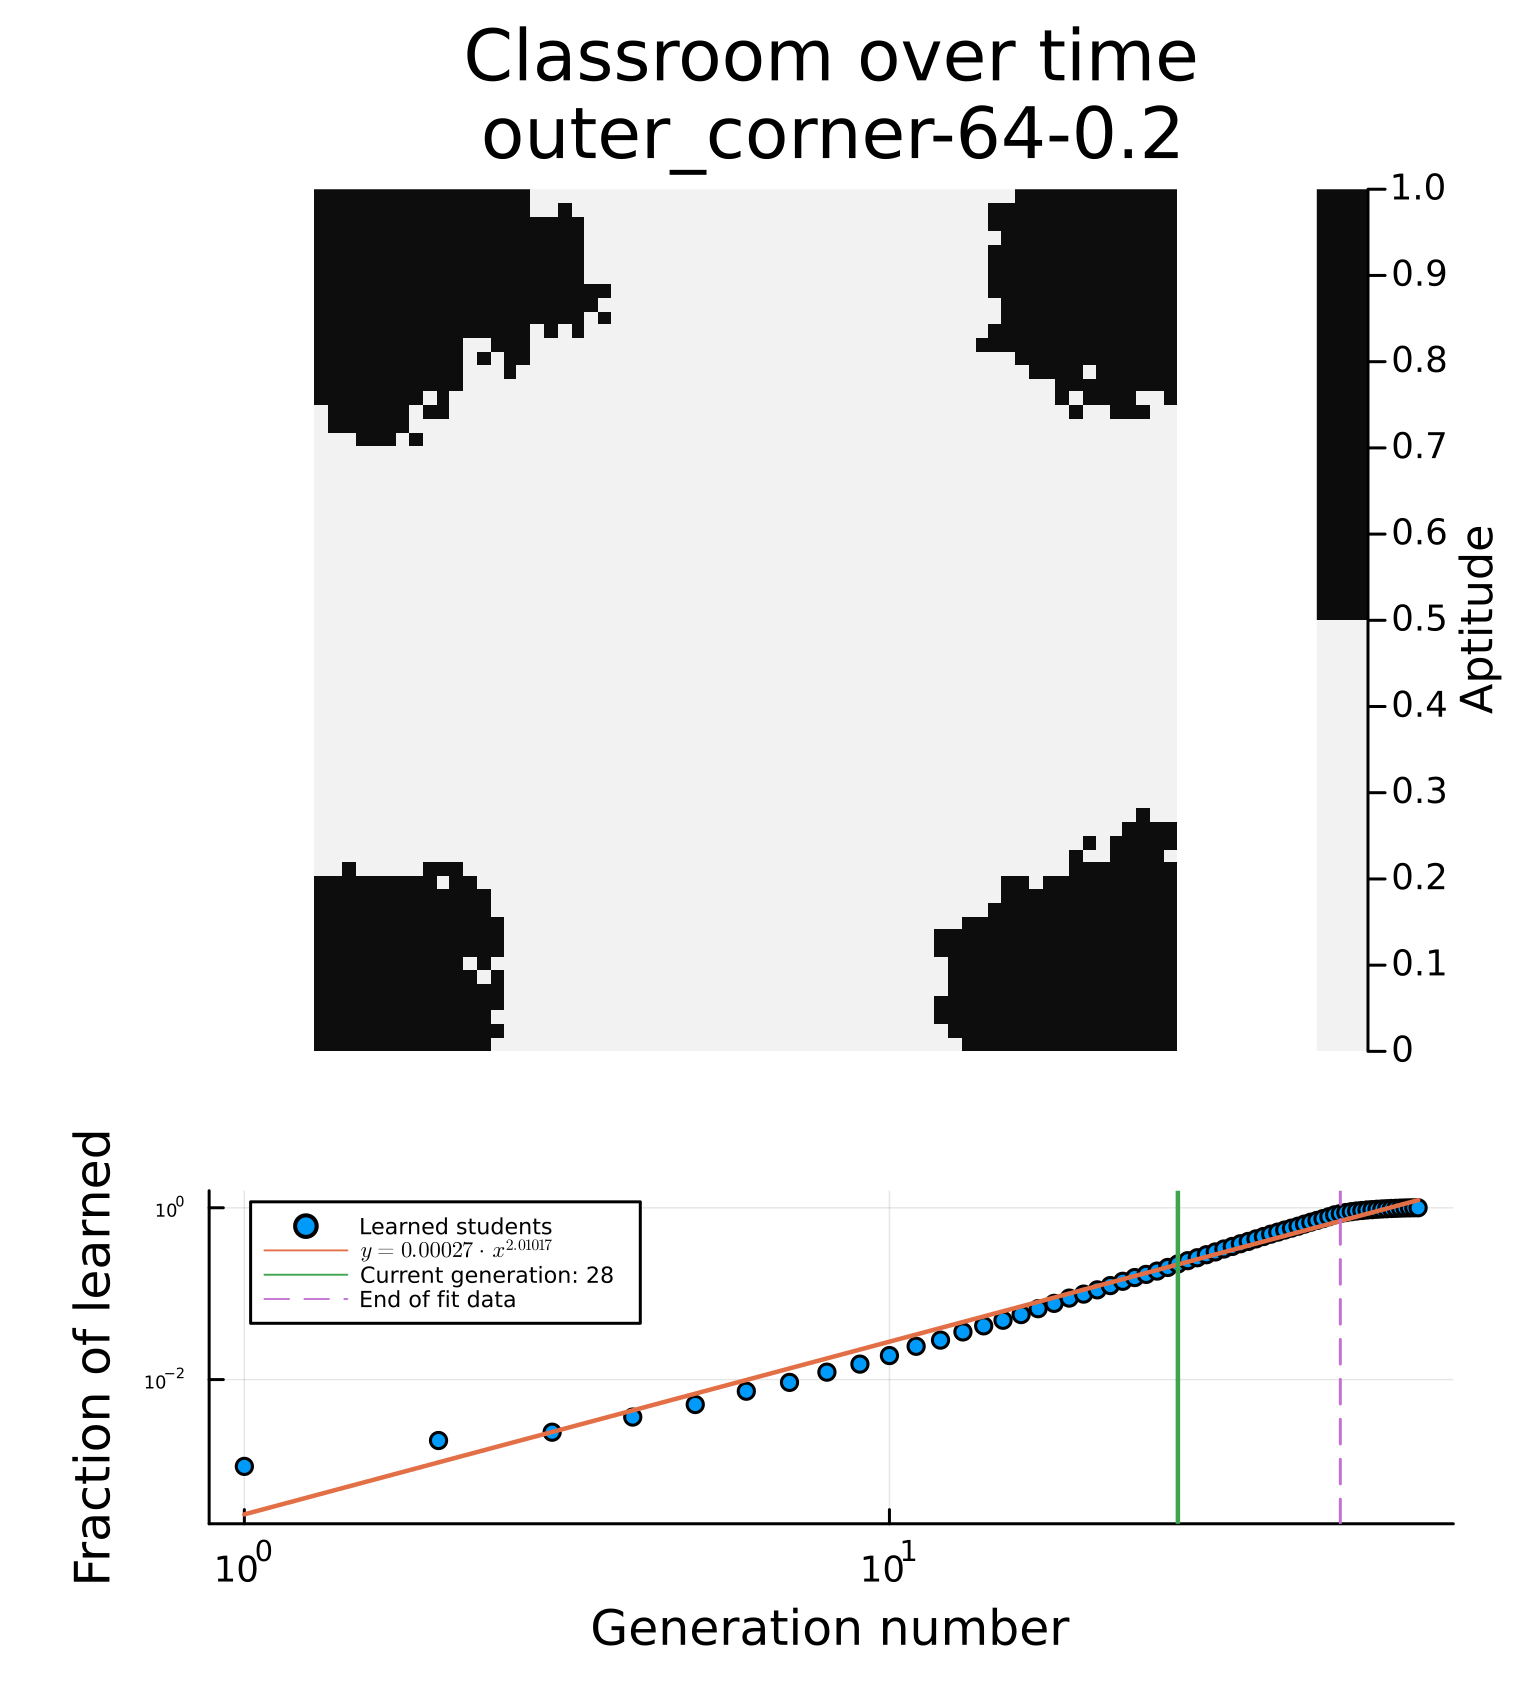 Classroom over time
outer_corner-64-0.2
1.0
0.9
0.8
0.7
0.6
0.5
0.4
0.3
0.2
0.1
0
Aptitude
Fraction of learned
10⁰
10⁻²
Learned students
y = 0.00027 · x^2.01017
Current generation: 28
End of fit data
10⁰
10¹
Generation number